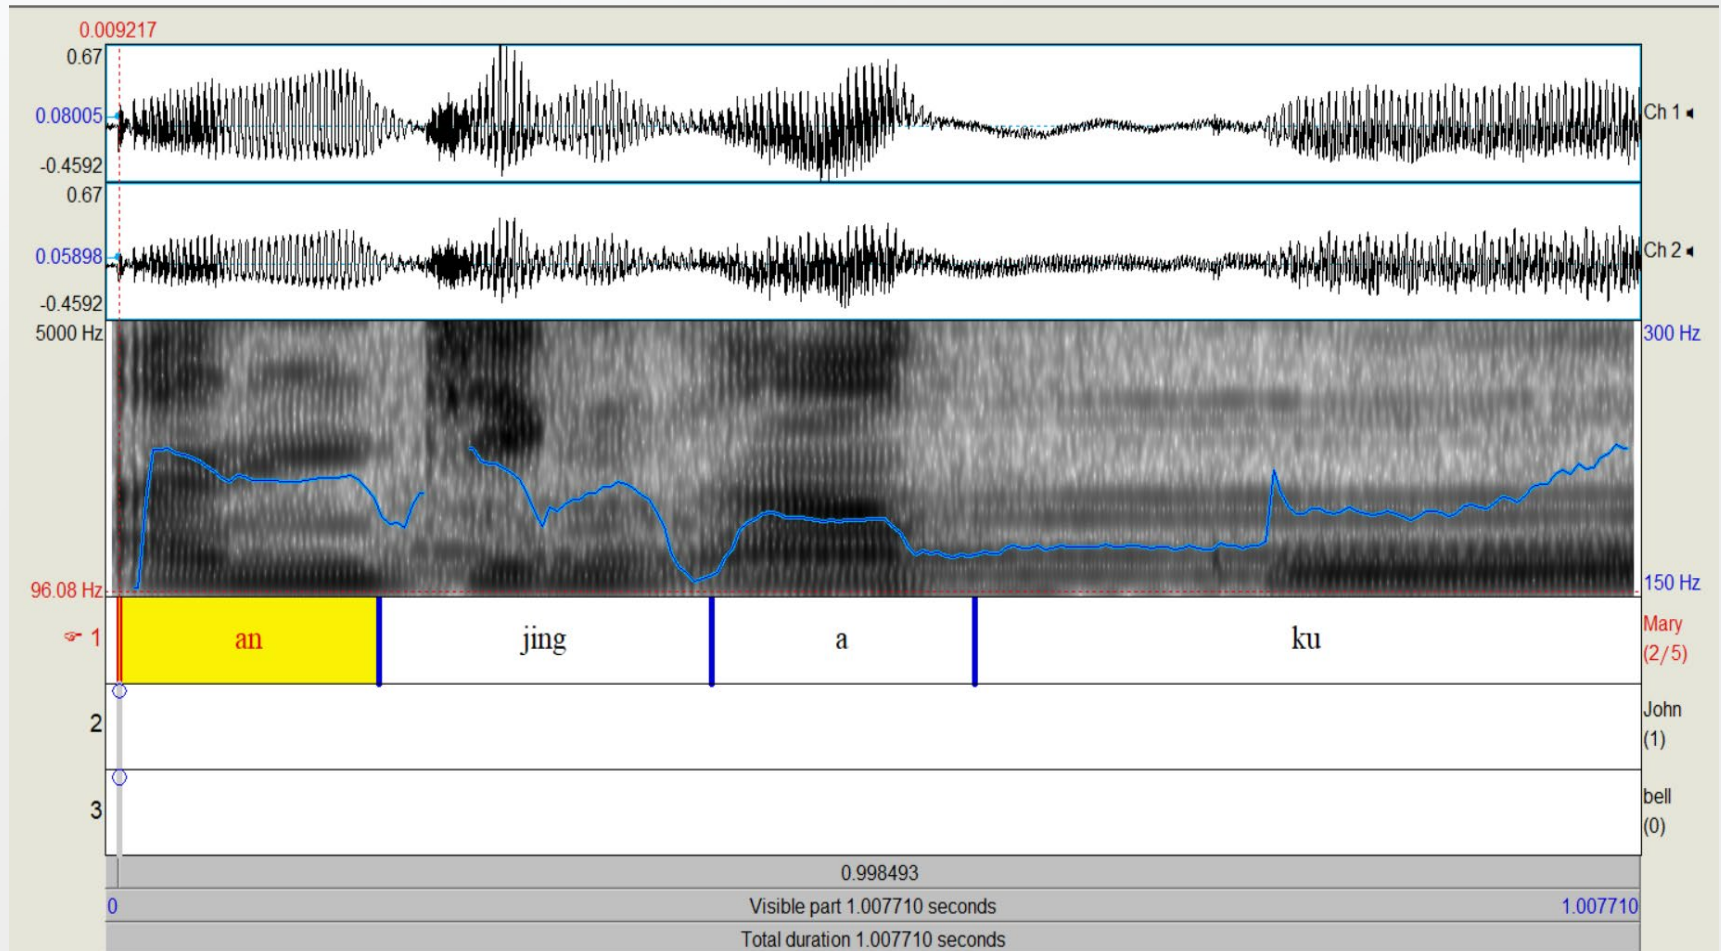 0.009217
0.67
0.08005
-0.4592
Ch 1
0.67
0.05898
-0.4592
Ch 2
5000 Hz
300 Hz
96.08 Hz
150 Hz
1
an
jing
a
ku
Mary
(2/5)
2
John
(1)
3
bell
(0)
0.998493
0
Visible part 1.007710 seconds
1.007710
Total duration 1.007710 seconds